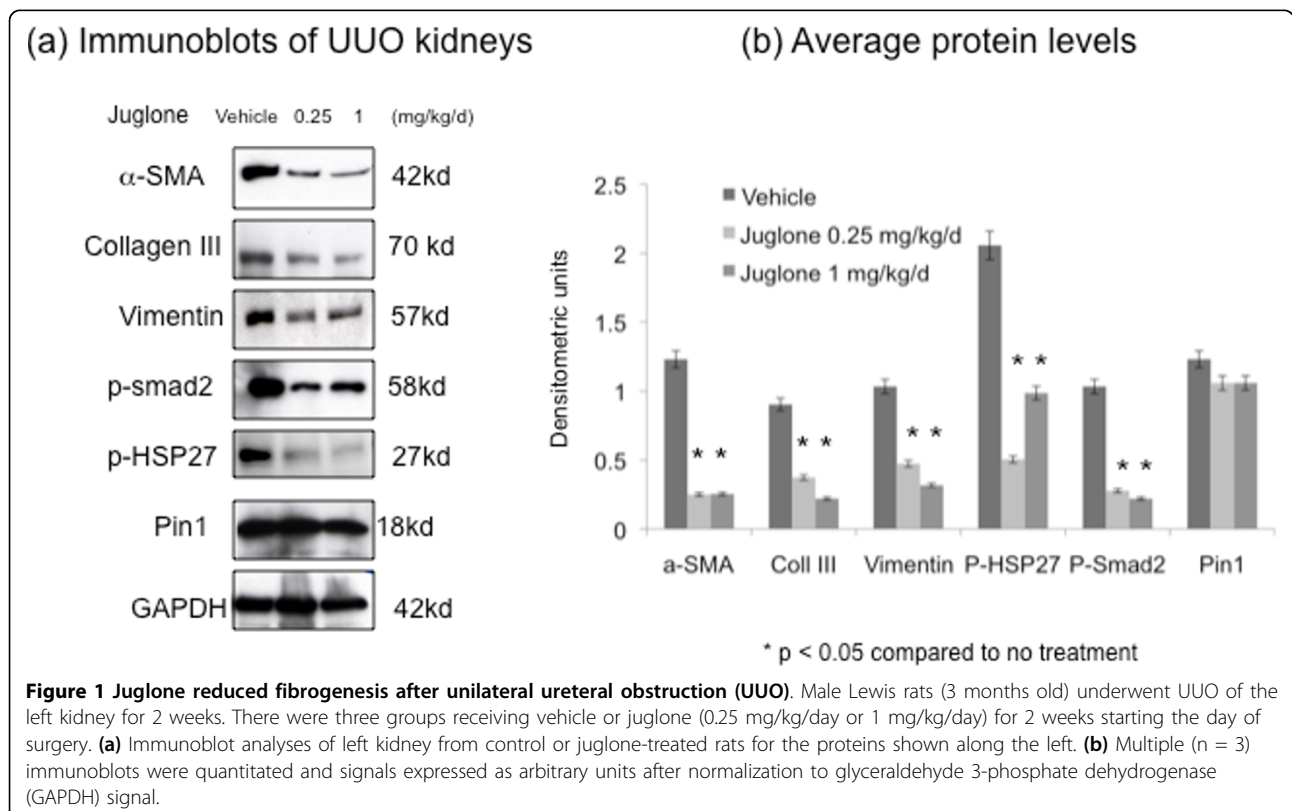 (a) Immunoblots of UUO kidneys
Juglone Vehicle 0.25 1 (mg/kg/d)
α-SMA 42kd
Collagen III 70 kd
Vimentin 57kd
p-smad2 58kd
p-HSP27 27kd
Pin1 18kd
GAPDH 42kd
(b) Average protein levels
Densitometric units
2.5
2
1.5
1
0.5
0
Vehicle
Juglone 0.25 mg/kg/d
Juglone 1 mg/kg/d
* *
* *
* *
* *
* *
a-SMA Coll III Vimentin P-HSP27 P-Smad2 Pin1
* p < 0.05 compared to no treatment
Figure 1 Juglone reduced fibrogenesis after unilateral ureteral obstruction (UUO). Male Lewis rats (3 months old) underwent UUO of the
left kidney for 2 weeks. There were three groups receiving vehicle or juglone (0.25 mg/kg/day or 1 mg/kg/day) for 2 weeks starting the day of
surgery. (a) Immunoblot analyses of left kidney from control or juglone-treated rats for the proteins shown along the left. (b) Multiple (n = 3)
immunoblots were quantitated and signals expressed as arbitrary units after normalization to glyceraldehyde 3-phosphate dehydrogenase
(GAPDH) signal.